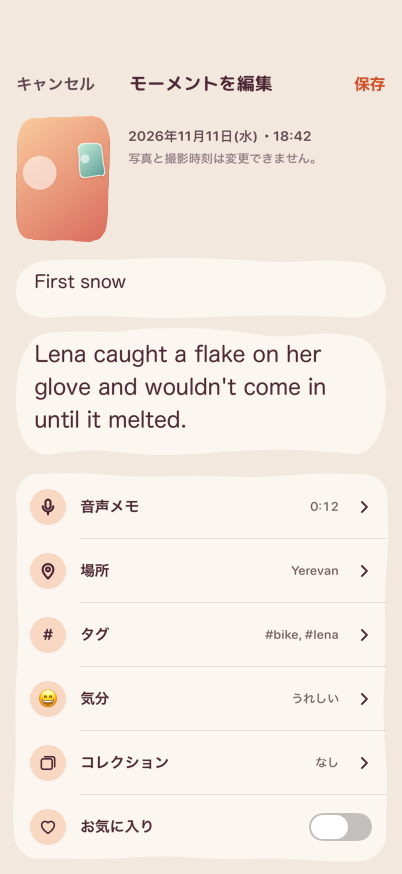 キャンセル
モーメントを編集
保存
2026年11月11日(水)・18:42
写真と撮影時刻は変更できません。
First snow
Lena caught a flake on her
glove and wouldn't come in
until it melted.
音声メモ 0:12
場所 Yerevan
# タグ #bike, #lena
気分 うれしい
コレクション なし
お気に入り